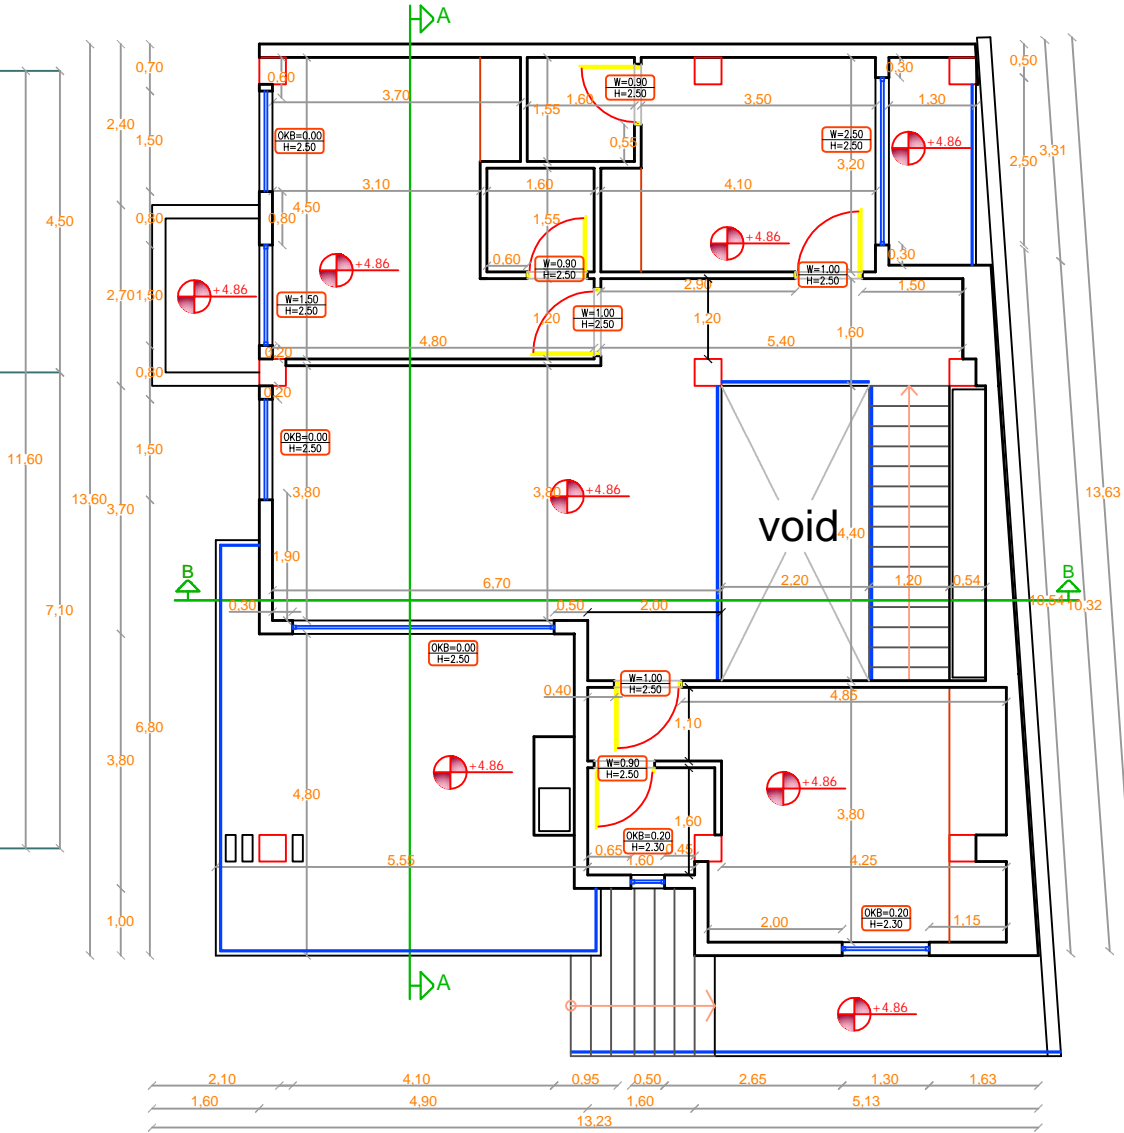 A
0,70
0,60
0,30
0,50
W=0.90
H=2.50
3,70
1,60
1,55
3,50
1,30
2,40
1,50
OKB=0.00
H=2.50
0,55
W=2.50
H=2.50
+4.86
3,20
2,50
3,31
3,10
1,60
4,10
4,50
4,50
0,80
0,80
1,55
+4.86
+4.86
0,60
W=0.90
H=2.50
0,30
W=1.00
H=2.50
+4.86
2,70
1,50
W=1.50
H=2.50
2,90
1,50
1,20
W=1.00
H=2.50
1,20
1,60
4,80
5,40
0,20
0,80
0,20
OKB=0.00
H=2.50
1,50
11,60
13,60
3,70
3,80
3,80
+4.86
13,63
void
4,40
1,90
B
6,70
2,20
1,20
0,54
B
7,10
0,30
0,50
2,00
10,54
10,32
OKB=0.00
H=2.50
W=1.00
H=2.50
0,40
4,85
6,80
1,10
3,80
+4.86
W=0.90
H=2.50
+4.86
4,80
1,60
3,80
OKB=0.20
H=2.30
0,65
0,45
5,55
1,60
4,25
1,00
2,00
OKB=0.20
H=2.30
1,15
A
+4.86
2,10
4,10
0,95
0,50
2,65
1,30
1,63
1,60
4,90
1,60
5,13
13,23